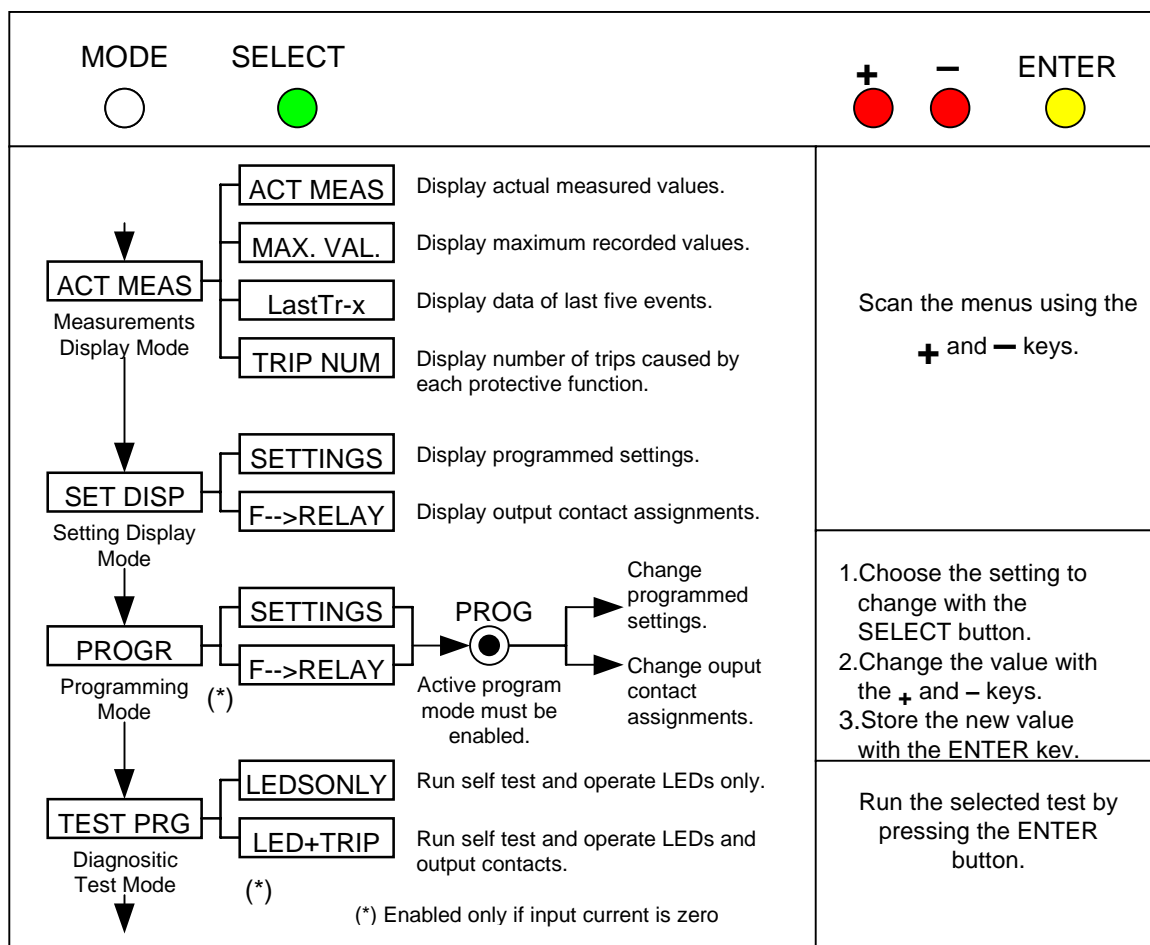 MODE
SELECT
+
–
ENTER
ACT MEAS
Measurements
Display Mode
ACT MEAS
Display actual measured values.
MAX. VAL.
Display maximum recorded values.
LastTr-x
Display data of last five events.
TRIP NUM
Display number of trips caused by
each protective function.
Scan the menus using the
+ and – keys.
SET DISP
Setting Display
Mode
SETTINGS
Display programmed settings.
F-->RELAY
Display output contact assignments.
PROGR
Programming
Mode
(*)
SETTINGS
F-->RELAY
PROG
Active program
mode must be
enabled.
Change
programmed
settings.
Change ouput
contact
assignments.
1.Choose the setting to
change with the
SELECT button.
2.Change the value with
the + and – keys.
3.Store the new value
with the ENTER key.
TEST PRG
Diagnositic
Test Mode
(*)
LEDSONLY
Run self test and operate LEDs only.
LED+TRIP
Run self test and operate LEDs and
output contacts.
Run the selected test by
pressing the ENTER
button.
(*) Enabled only if input current is zero